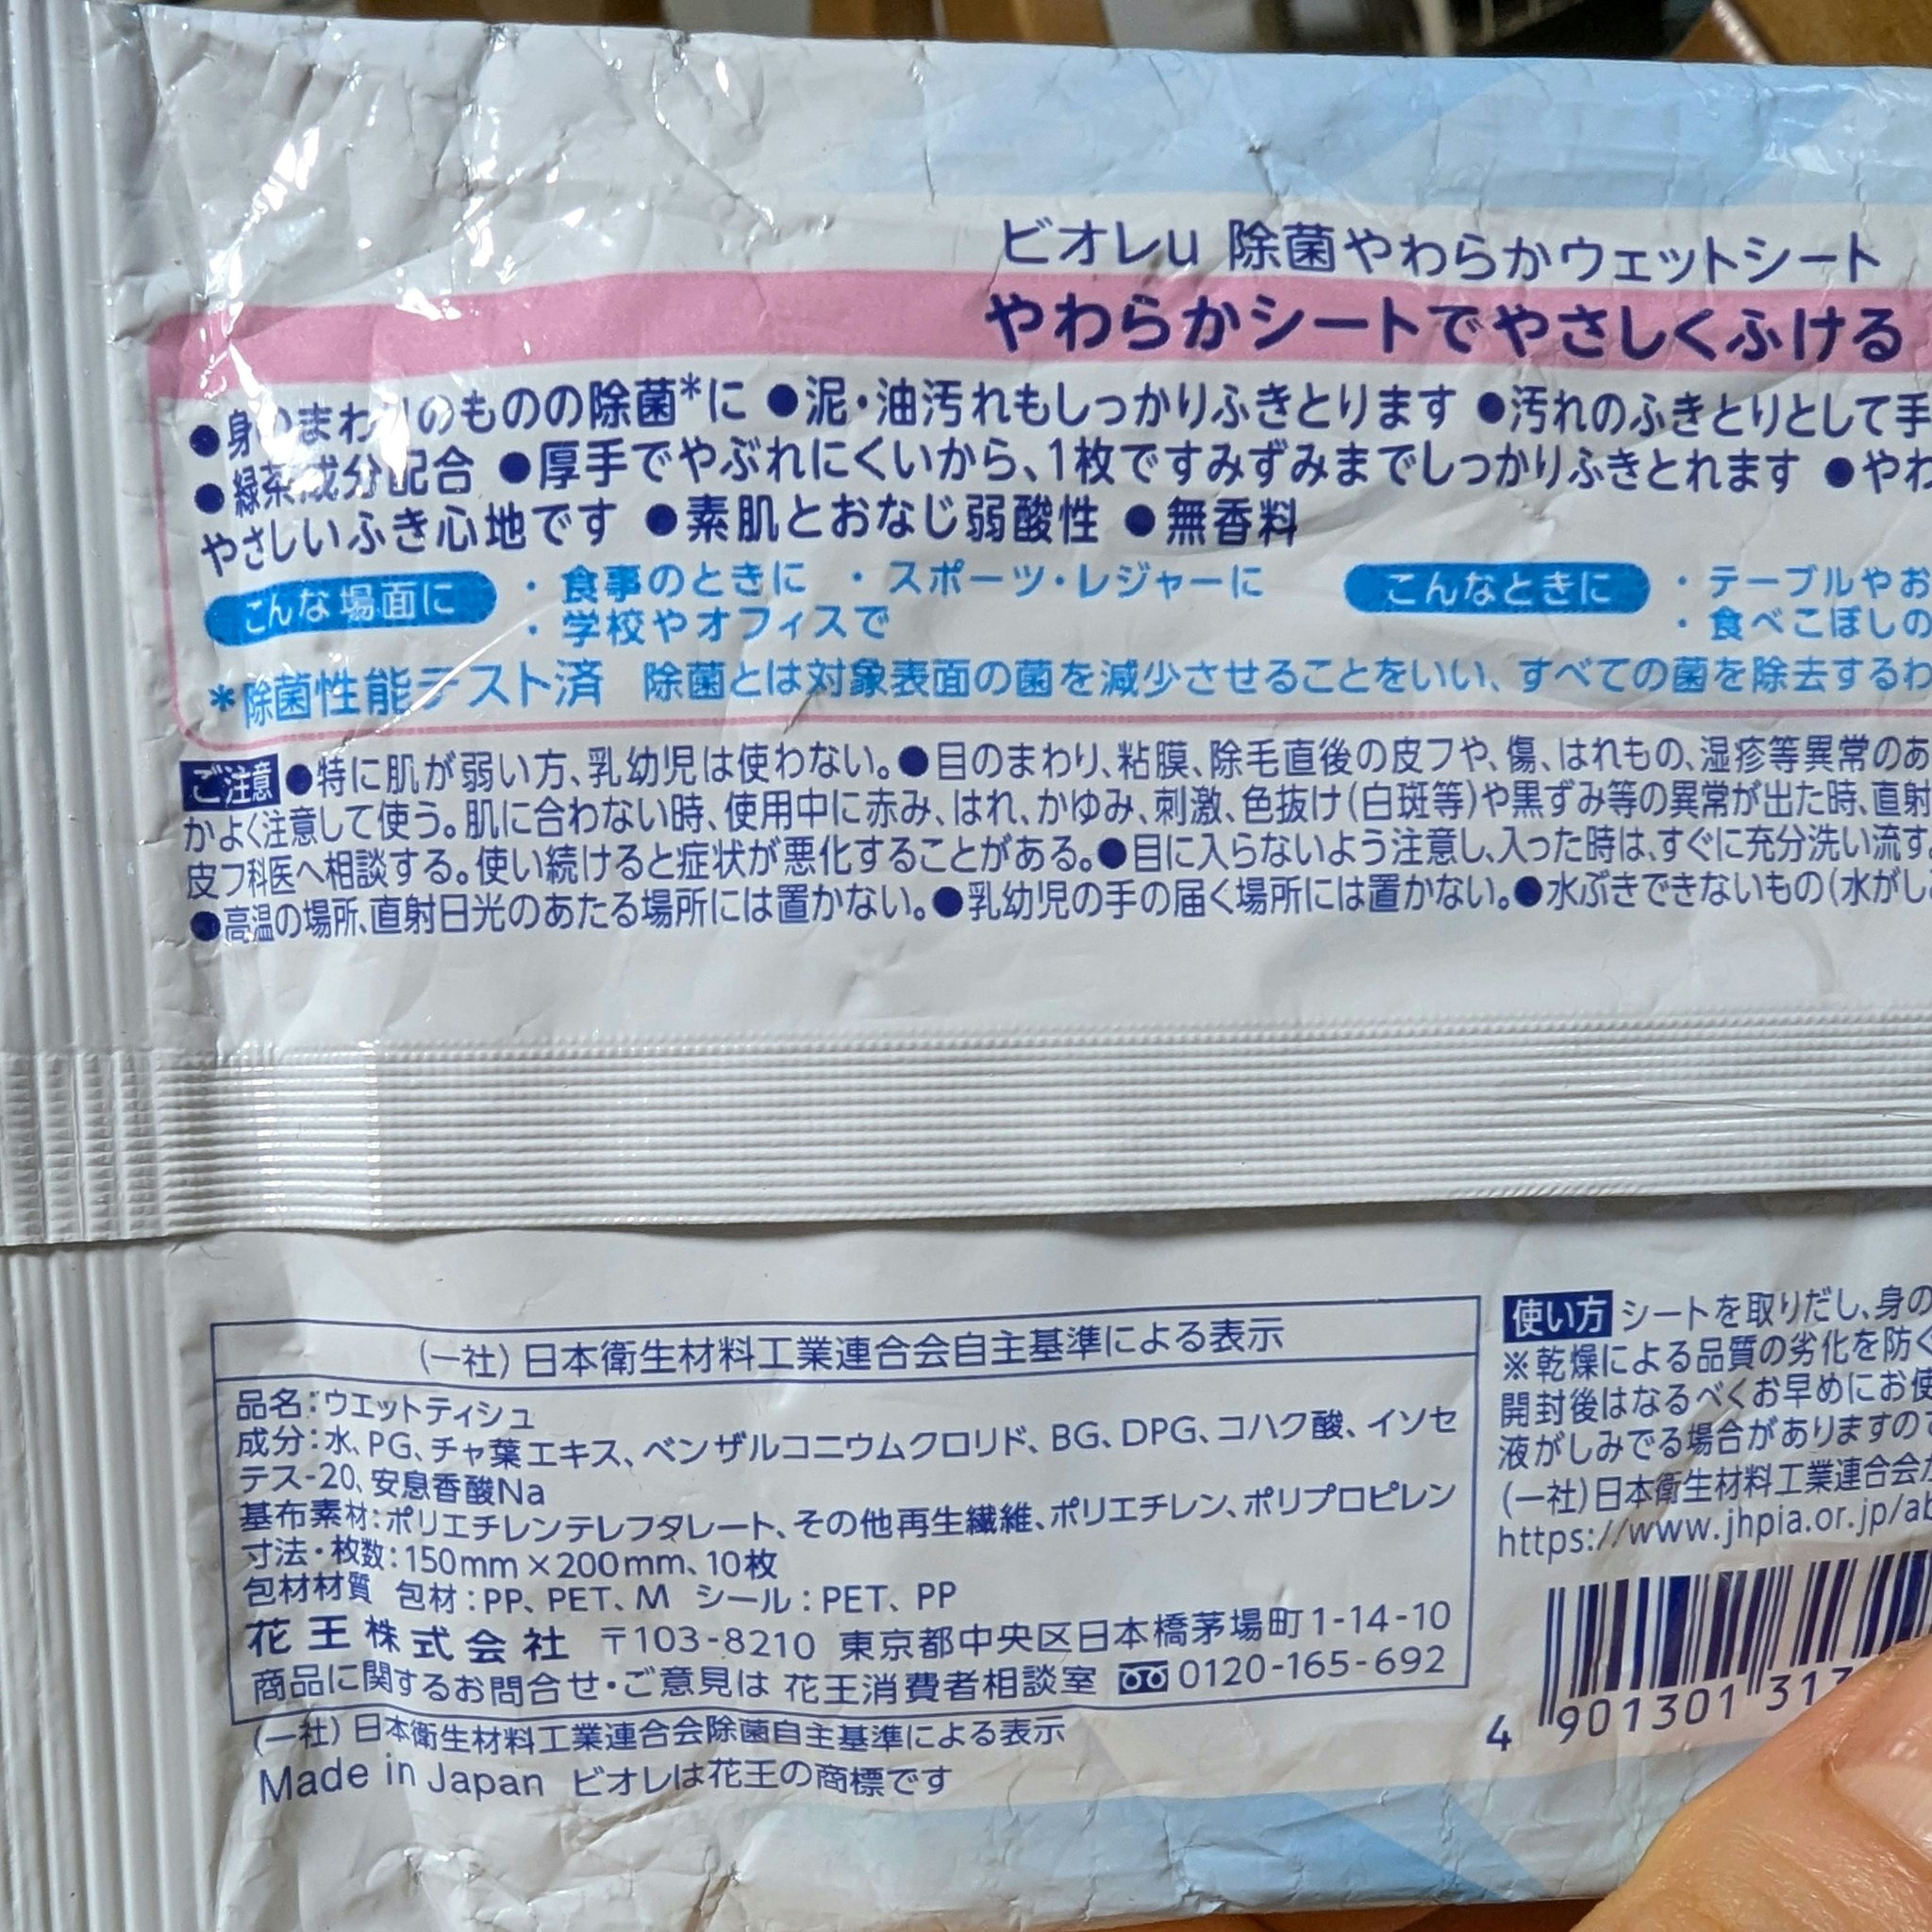 ビオレu 除菌やわらかウェットシート
やわらかシートでやさしくふける
●身のまわりのものの除菌*に ●泥・油汚れもしっかりふきとります ●汚れのふきとりとして手
●緑茶成分配合 ●厚手でやぶれにくいから、1枚ですみずみまでしっかりふきとれます ●やわ
やさしいふき心地です ●素肌とおなじ弱酸性 ●無香料
こんな場面に ・食事のときに ・スポーツ・レジャーに こんなときに ・テーブルやお
・学校やオフィスで ・食べこぼしの
*除菌性能テスト済 除菌とは対象表面の菌を減少させることをいい、すべての菌を除去するわ
ご注意 ●特に肌が弱い方、乳幼児は使わない。●目のまわり、粘膜、除毛直後の皮フや、傷、はれもの、湿疹等異常のあ
かよく注意して使う。肌に合わない時、使用中に赤み、はれ、かゆみ、刺激、色抜け(白斑等)や黒ずみ等の異常が出た時、直射
皮フ科医へ相談する。使い続けると症状が悪化することがある。●目に入らないよう注意し、入った時は、すぐに充分洗い流す。
●高温の場所、直射日光のあたる場所には置かない。●乳幼児の手の届く場所には置かない。●水ぶきできないもの(水がし
(一社)日本衛生材料工業連合会自主基準による表示
品名:ウエットティシュ
成分:水、PG、チャ葉エキス、ベンザルコニウムクロリド、BG、DPG、コハク酸、イソセ
テス-20、安息香酸Na
基布素材:ポリエチレンテレフタレート、その他再生繊維、ポリエチレン、ポリプロピレン
寸法・枚数:150mm×200mm、10枚
包材材質 包材:PP、PET、M シール:PET、PP
花王株式会社 〒103-8210 東京都中央区日本橋茅場町1-14-10
商品に関するお問合せ・ご意見は 花王消費者相談室 0120-165-692
(一社)日本衛生材料工業連合会除菌自主基準による表示
Made in Japan ビオレは花王の商標です
使い方 シートを取りだし、身の
※乾燥による品質の劣化を防ぐ
開封後はなるべくお早めにお使
液がしみでる場合がありますので
(一社)日本衛生材料工業連合会が
https://www.jhpia.or.jp/ab
4 901301 313